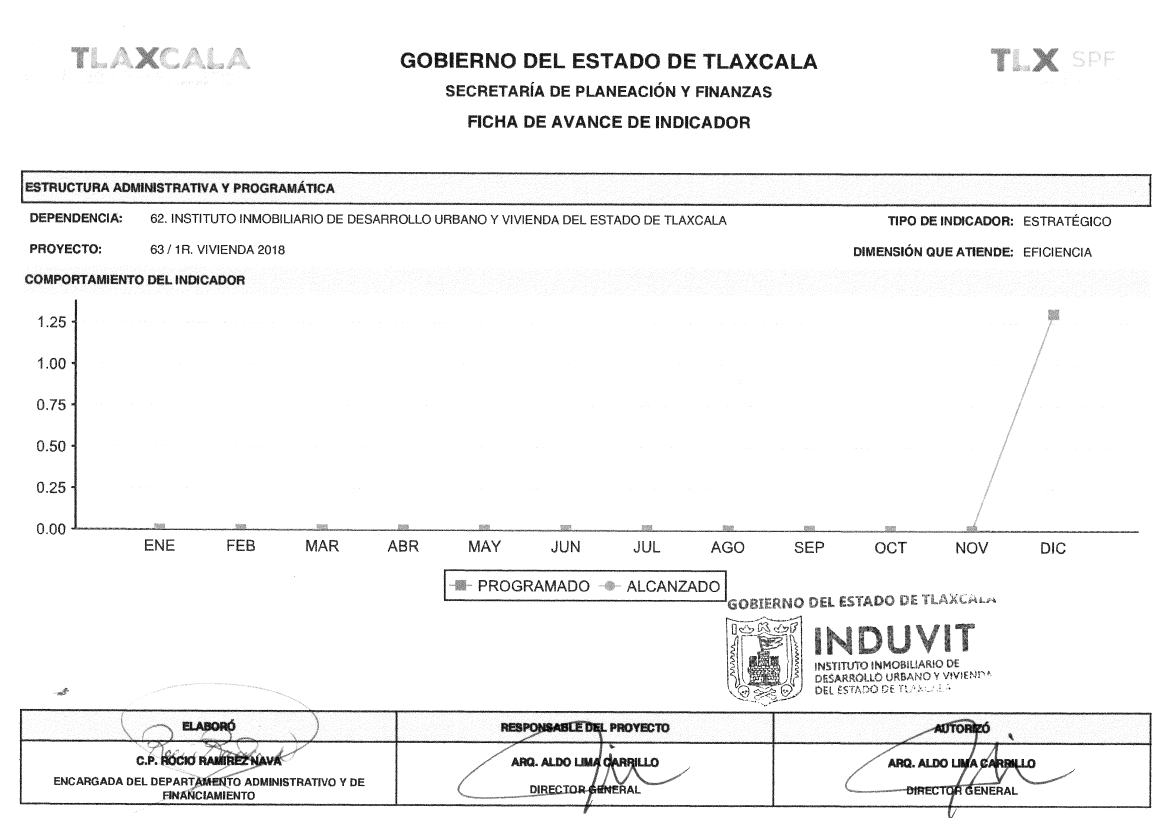 TLAXCALA
GOBIERNO DEL ESTADO DE TLAXCALA
TLX SPF
SECRETARÍA DE PLANEACIÓN Y FINANZAS
FICHA DE AVANCE DE INDICADOR
ESTRUCTURA ADMINISTRATIVA Y PROGRAMÁTICA
DEPENDENCIA: 62. INSTITUTO INMOBILIARIO DE DESARROLLO URBANO Y VIVIENDA DEL ESTADO DE TLAXCALA TIPO DE INDICADOR: ESTRATÉGICO
PROYECTO: 63 / 1R. VIVIENDA 2018 DIMENSIÓN QUE ATIENDE: EFICIENCIA
COMPORTAMIENTO DEL INDICADOR
1.25
1.00
0.75
0.50
0.25
0.00
ENE FEB MAR ABR MAY JUN JUL AGO SEP OCT NOV DIC
PROGRAMADO ALCANZADO
GOBIERNO DEL ESTADO DE TLAXCALA
INDUVIT
INSTITUTO INMOBILIARIO DE
DESARROLLO URBANO Y VIVIENDA
DEL ESTADO DE TLAXCALA
ELABORÓ RESPONSABLE DEL PROYECTO AUTORIZÓ
C.P. ROCIO RAMIREZ NAVA ARQ. ALDO LIMA CARRILLO ARQ. ALDO LIMA CARRILLO
ENCARGADA DEL DEPARTAMENTO ADMINISTRATIVO Y DE
FINANCIAMIENTO DIRECTOR GENERAL DIRECTOR GENERAL